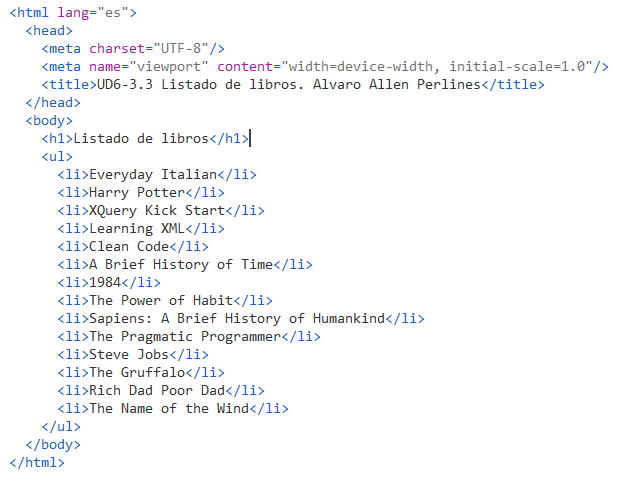 <html lang="es">
  <head>
    <meta charset="UTF-8"/>
    <meta name="viewport" content="width=device-width, initial-scale=1.0"/>
    <title>UD6-3.3 Listado de libros. Alvaro Allen Perlines</title>
  </head>
  <body>
    <h1>Listado de libros</h1>
    <ul>
      <li>Everyday Italian</li>
      <li>Harry Potter</li>
      <li>XQuery Kick Start</li>
      <li>Learning XML</li>
      <li>Clean Code</li>
      <li>A Brief History of Time</li>
      <li>1984</li>
      <li>The Power of Habit</li>
      <li>Sapiens: A Brief History of Humankind</li>
      <li>The Pragmatic Programmer</li>
      <li>Steve Jobs</li>
      <li>The Gruffalo</li>
      <li>Rich Dad Poor Dad</li>
      <li>The Name of the Wind</li>
    </ul>
  </body>
</html>